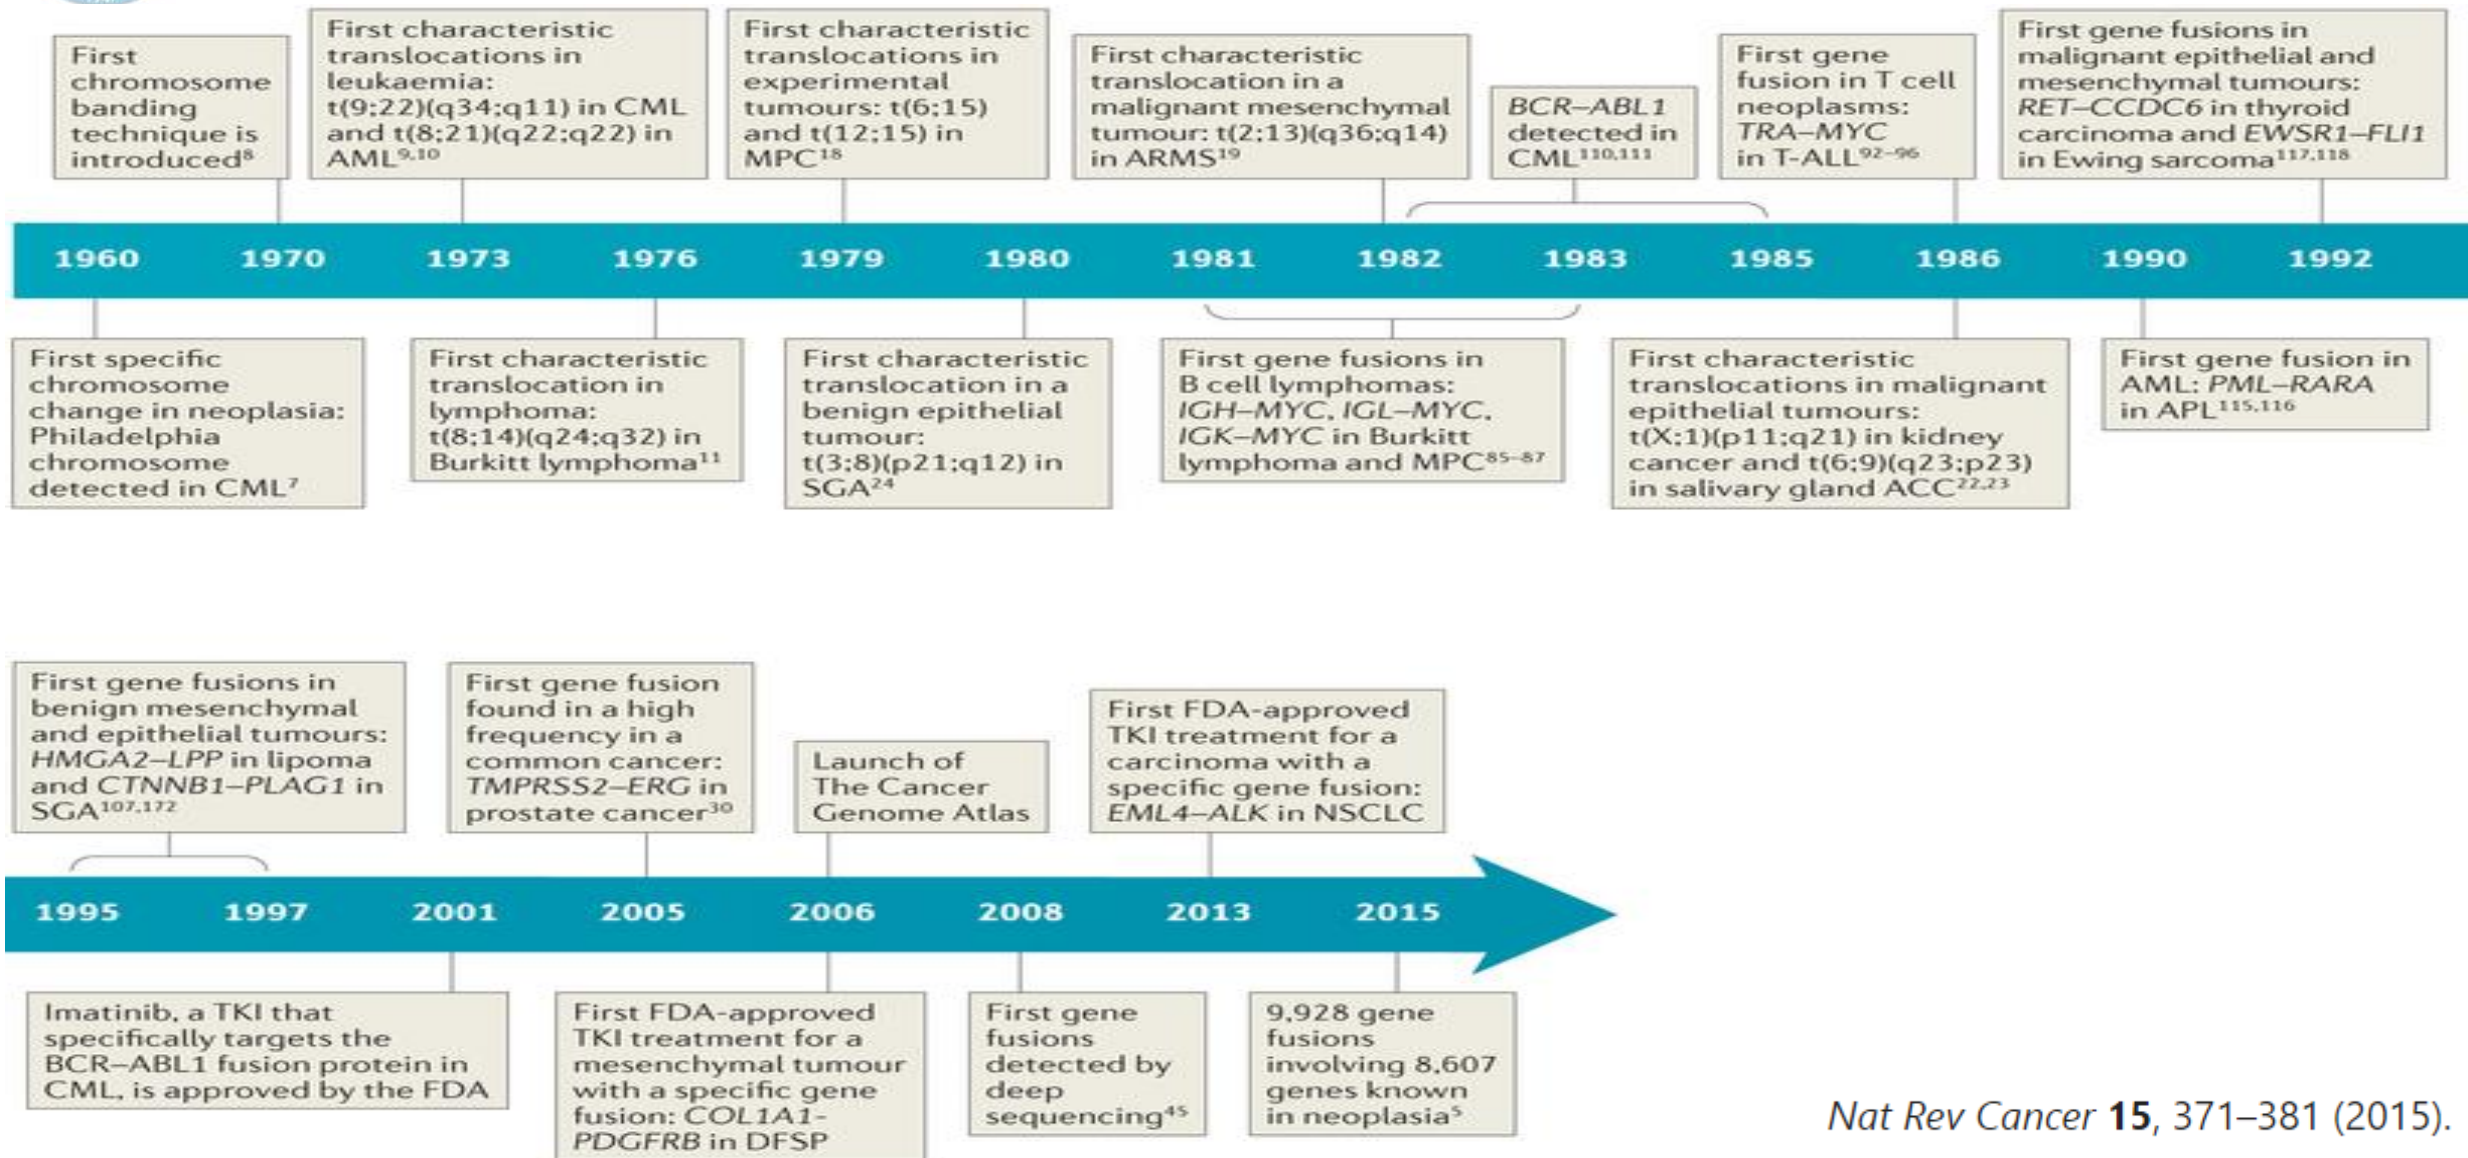 First
chromosome
banding
technique is
introduced⁸
First characteristic
translocations in
leukaemia:
t(9;22)(q34;q11) in CML
and t(8;21)(q22;q22) in
AML⁹,¹⁰
First characteristic
translocations in
experimental
tumours: t(6;15)
and t(12;15) in
MPC¹⁸
First characteristic
translocation in a
malignant mesenchymal
tumour: t(2;13)(q36;q14)
in ARMS¹⁹
BCR–ABL1
detected in
CML¹¹⁰,¹¹¹
First gene
fusion in T cell
neoplasms:
TRA–MYC
in T-ALL⁹²⁻⁹⁶
First gene fusions in
malignant epithelial and
mesenchymal tumours:
RET–CCDC6 in thyroid
carcinoma and EWSR1–FLI1
in Ewing sarcoma¹¹⁷,¹¹⁸
1960 1970 1973 1976 1979 1980 1981 1982 1983 1985 1986 1990 1992
First specific
chromosome
change in neoplasia:
Philadelphia
chromosome
detected in CML⁷
First characteristic
translocation in
lymphoma:
t(8;14)(q24;q32) in
Burkitt lymphoma¹¹
First characteristic
translocation in a
benign epithelial
tumour:
t(3;8)(p21;q12) in
SGA²⁴
First gene fusions in
B cell lymphomas:
IGH–MYC, IGL–MYC,
IGK–MYC in Burkitt
lymphoma and MPC⁸⁵⁻⁸⁷
First characteristic
translocations in malignant
epithelial tumours:
t(X;1)(p11;q21) in kidney
cancer and t(6;9)(q23;p23)
in salivary gland ACC²²,²³
First gene fusion in
AML: PML–RARA
in APL¹¹⁵,¹¹⁶
First gene fusions in
benign mesenchymal
and epithelial tumours:
HMGA2–LPP in lipoma
and CTNNB1–PLAG1 in
SGA¹⁰⁷,¹⁷²
First gene fusion
found in a high
frequency in a
common cancer:
TMPRSS2–ERG in
prostate cancer³⁰
Launch of
The Cancer
Genome Atlas
First FDA-approved
TKI treatment for a
carcinoma with a
specific gene fusion:
EML4–ALK in NSCLC
1995 1997 2001 2005 2006 2008 2013 2015
Imatinib, a TKI that
specifically targets the
BCR–ABL1 fusion protein in
CML, is approved by the FDA
First FDA-approved
TKI treatment for a
mesenchymal tumour
with a specific gene
fusion: COL1A1-
PDGFRB in DFSP
First gene
fusions
detected by
deep
sequencing⁴⁵
9,928 gene
fusions
involving 8,607
genes known
in neoplasia⁵
Nat Rev Cancer 15, 371–381 (2015).